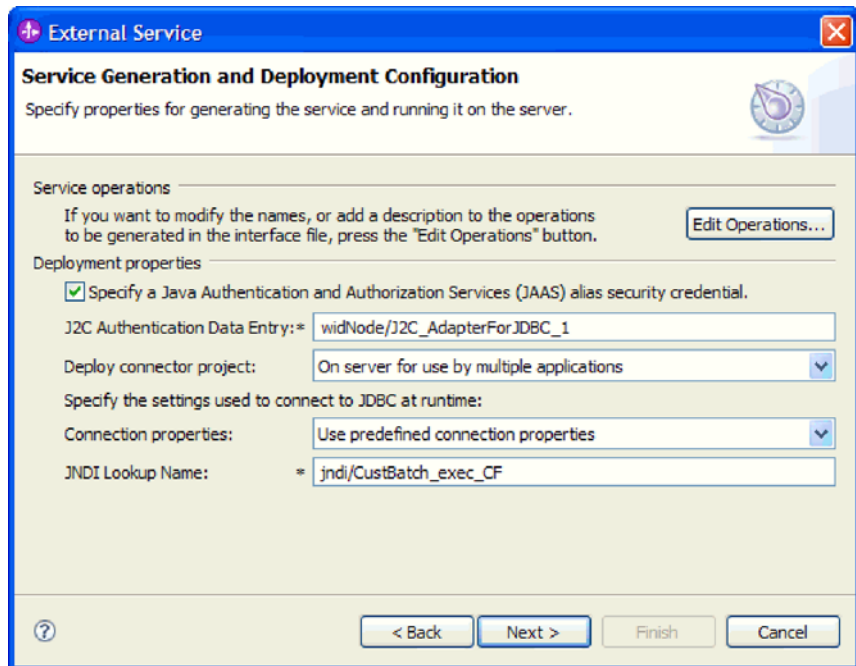 External Service
Service Generation and Deployment Configuration
Specify properties for generating the service and running it on the server.
Service operations
If you want to modify the names, or add a description to the operations
to be generated in the interface file, press the "Edit Operations" button.
Edit Operations...
Deployment properties
Specify a Java Authentication and Authorization Services (JAAS) alias security credential.
J2C Authentication Data Entry:* widNode/J2C_AdapterForJDBC_1
Deploy connector project: On server for use by multiple applications
Specify the settings used to connect to JDBC at runtime:
Connection properties: Use predefined connection properties
JNDI Lookup Name: * jndi/CustBatch_exec_CF
? < Back Next > Finish Cancel